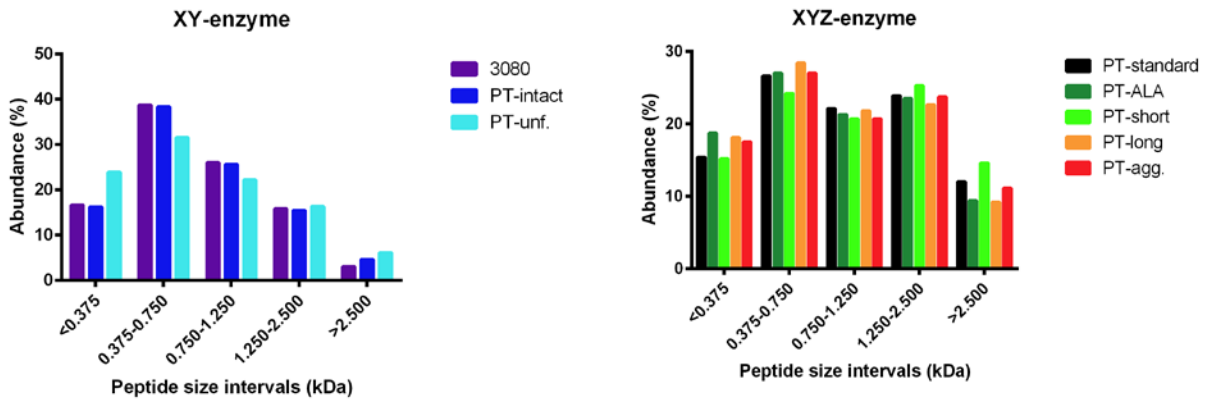 XY-enzyme
Abundance (%)
50
40
30
20
10
0
<0.375
0.375-0.750
0.750-1.250
1.250-2.500
>2.500
Peptide size intervals (kDa)
3080
PT-intact
PT-unf.
XYZ-enzyme
Abundance (%)
30
20
10
0
<0.375
0.375-0.750
0.750-1.250
1.250-2.500
>2.500
Peptide size intervals (kDa)
PT-standard
PT-ALA
PT-short
PT-long
PT-agg.